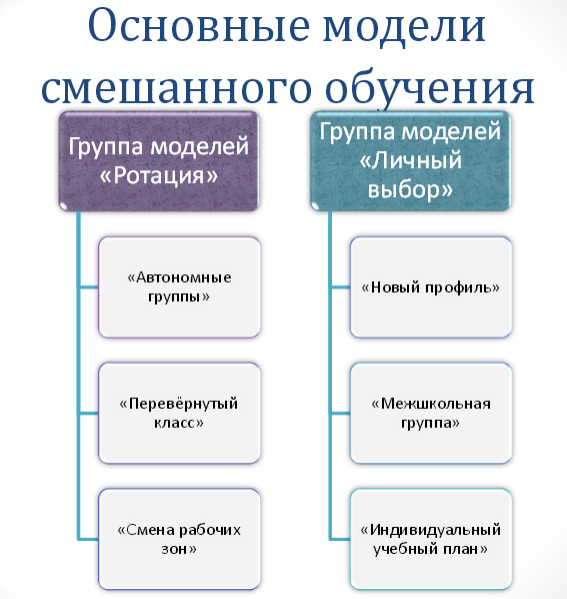 Основные модели
смешанного обучения
Группа моделей
«Ротация»
«Автономные
группы»
«Перевёрнутый
класс»
«Смена рабочих
зон»
Группа моделей
«Личный
выбор»
«Новый профиль»
«Межшкольная
группа»
«Индивидуальный
учебный план»